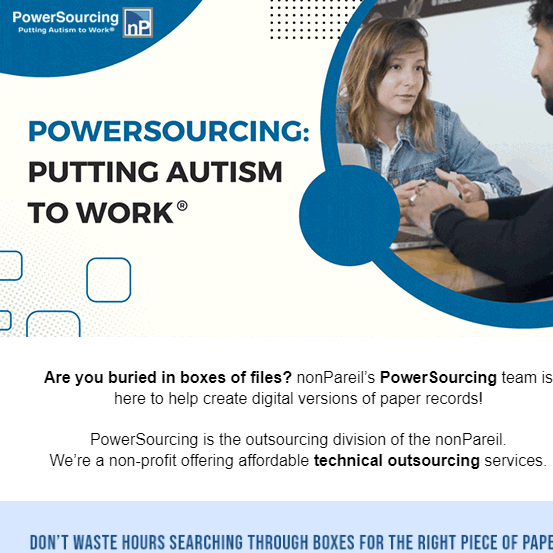 PowerSourcing
Putting Autism to Work®
nP
POWERSOURCING:
PUTTING AUTISM
TO WORK®
Are you buried in boxes of files? nonPareil's PowerSourcing team is
here to help create digital versions of paper records!
PowerSourcing is the outsourcing division of the nonPareil.
We're a non-profit offering affordable technical outsourcing services.
DON'T WASTE HOURS SEARCHING THROUGH BOXES FOR THE RIGHT PIECE OF PAPE